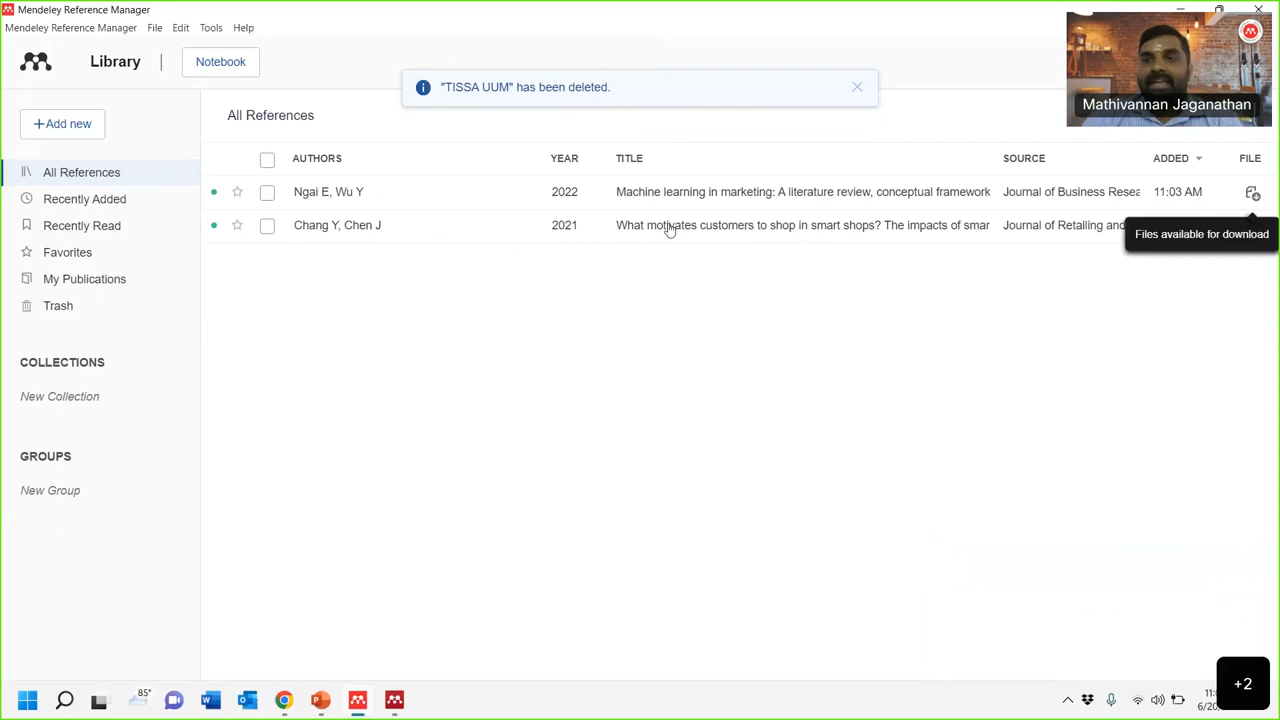 Mendeley Reference Manager
Mendeley Reference Manager File Edit Tools Help
Library | Notebook
"TISSA UUM" has been deleted.
Mathivannan Jaganathan
+Add new
All References
All References
Recently Added
Recently Read
Favorites
My Publications
Trash
COLLECTIONS
New Collection
GROUPS
New Group
AUTHORS YEAR TITLE SOURCE ADDED FILE
Ngai E, Wu Y 2022 Machine learning in marketing: A literature review, conceptual framework Journal of Business Resea 11:03 AM
Chang Y, Chen J 2021 What motivates customers to shop in smart shops? The impacts of smar Journal of Retailing and
Files available for download
85°
+2